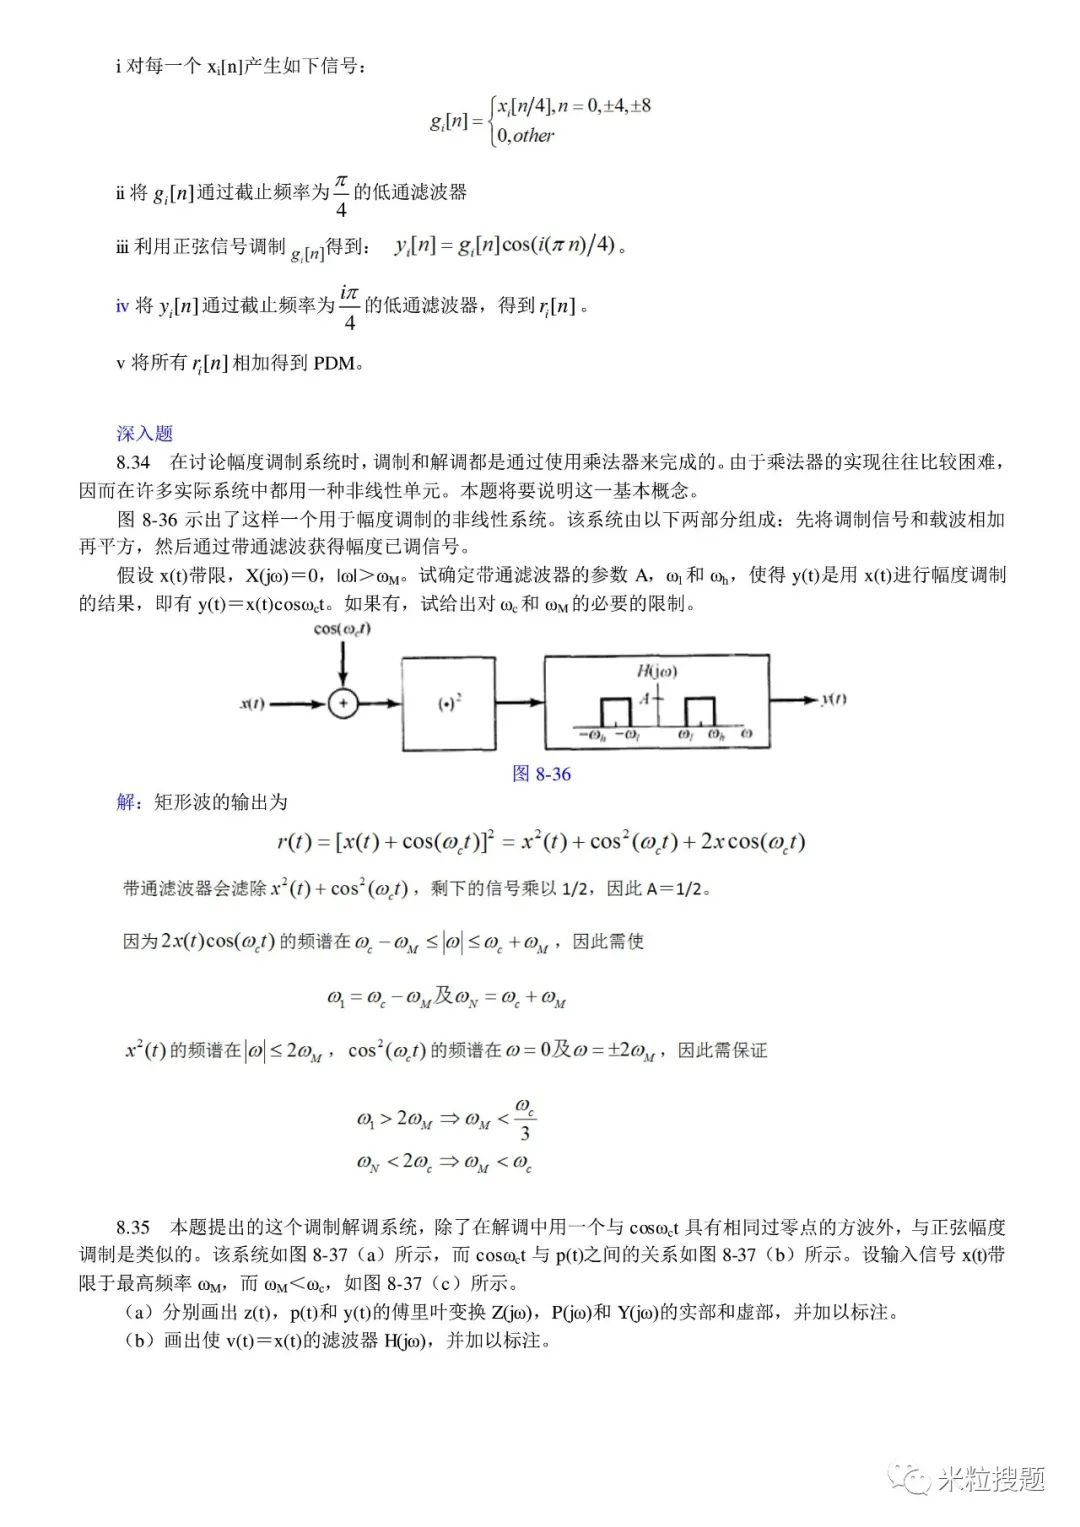 i 对每一个 xi[n]产生如下信号：
gi[n] = { xi[n/4], n = 0,±4,±8
0, other
ii 将 gi[n]通过截止频率为 π/4 的低通滤波器
iii 利用正弦信号调制 gi[n]得到： yi[n] = gi[n]cos(i(π n)/4) 。
iv 将 yi[n]通过截止频率为 iπ/4 的低通滤波器，得到 ri[n] 。
v 将所有 ri[n] 相加得到 PDM。
深入题
8.34 在讨论幅度调制系统时，调制和解调都是通过使用乘法器来完成的。由于乘法器的实现往往比较困难，
因而在许多实际系统中都用一种非线性单元。本题将要说明这一基本概念。
图 8-36 示出了这样一个用于幅度调制的非线性系统。该系统由以下两部分组成：先将调制信号和载波相加
再平方，然后通过带通滤波获得幅度已调信号。
假设 x(t)带限，X(jω)＝0，|ω|＞ωM。试确定带通滤波器的参数 A，ωl 和 ωh，使得 y(t)是用 x(t)进行幅度调制
的结果，即有 y(t)＝x(t)cosωct。如果有，试给出对 ωc 和 ωM 的必要的限制。
cos(ωct)
x(t)
+
(•)²
H(jω)
A
−ωh −ωl ωl ωh ω
y(t)
图 8-36
解：矩形波的输出为
r(t) = [x(t) + cos(ωct)]² = x²(t) + cos²(ωct) + 2x cos(ωct)
带通滤波器会滤除 x²(t) + cos²(ωct) ，剩下的信号乘以 1/2，因此 A＝1/2。
因为 2x(t)cos(ωct) 的频谱在 ωc − ωM ≤ |ω| ≤ ωc + ωM ，因此需使
ω1 = ωc − ωM 及 ωN = ωc + ωM
x²(t) 的频谱在 |ω| ≤ 2ωM ， cos²(ωct) 的频谱在 ω = 0 及 ω = ±2ωM ，因此需保证
ω1 > 2ωM ⇒ ωM < ωc/3
ωN < 2ωc ⇒ ωM < ωc
8.35 本题提出的这个调制解调系统，除了在解调中用一个与 cosωct 具有相同过零点的方波外，与正弦幅度
调制是类似的。该系统如图 8-37（a）所示，而 cosωct 与 p(t)之间的关系如图 8-37（b）所示。设输入信号 x(t)带
限于最高频率 ωM，而 ωM＜ωc，如图 8-37（c）所示。
（a）分别画出 z(t)，p(t)和 y(t)的傅里叶变换 Z(jω)，P(jω)和 Y(jω)的实部和虚部，并加以标注。
（b）画出使 v(t)＝x(t)的滤波器 H(jω)，并加以标注。
米粒搜题